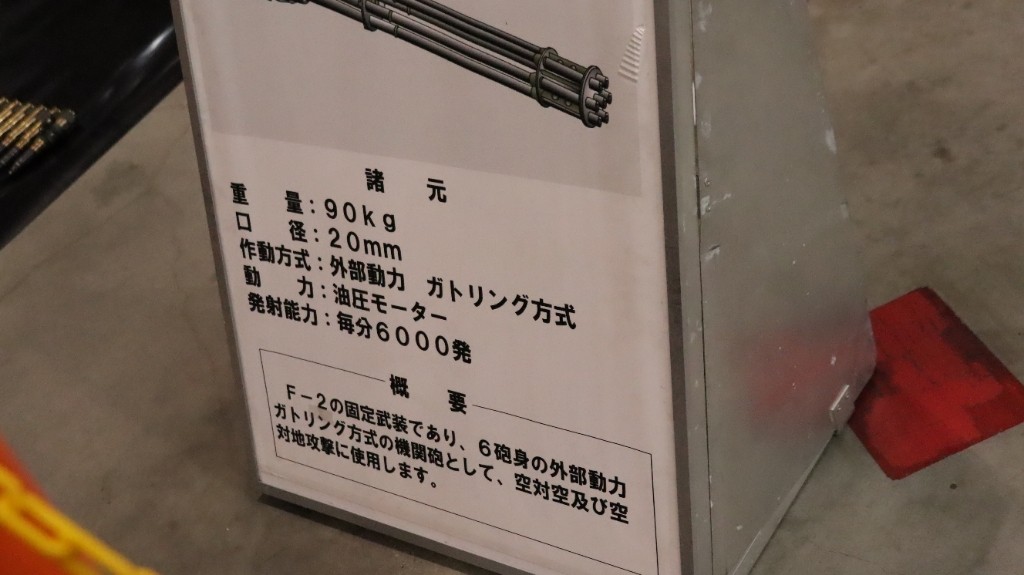 諸　元
重　量：90kg
口　径：20mm
作動方式：外部動力　ガトリング方式
動　力：油圧モーター
発射能力：毎分6000発
概　要
F－2の固定武装であり、6砲身の外部動力
ガトリング方式の機関砲として、空対空及び空
対地攻撃に使用します。